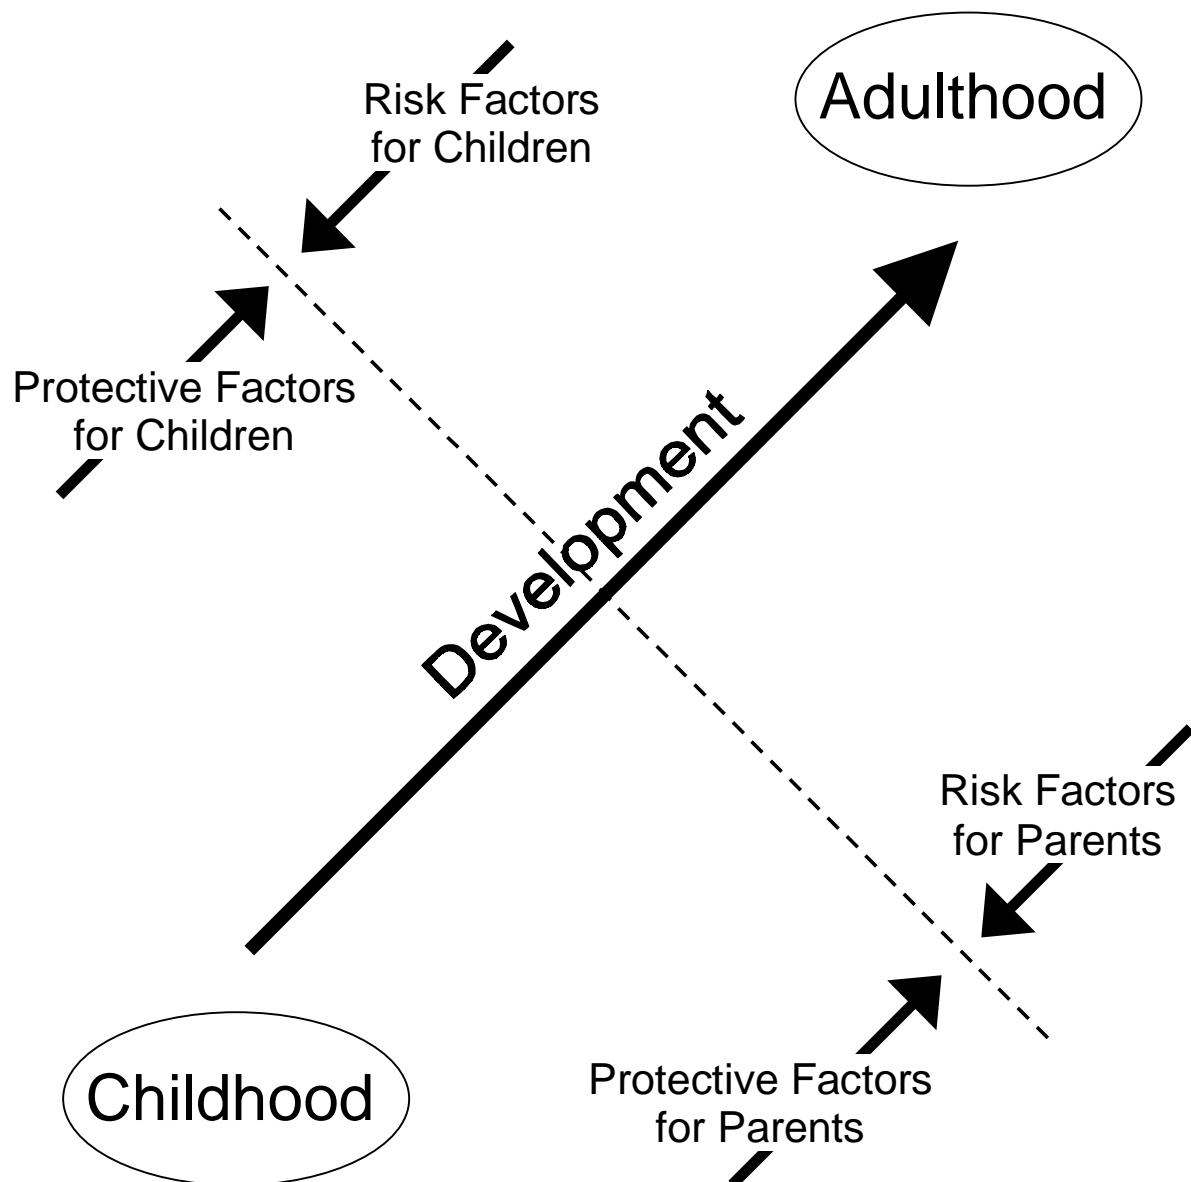 Risk Factors
for Children
Adulthood
Protective Factors
for Children
Development
Risk Factors
for Parents
Protective Factors
for Parents
Childhood